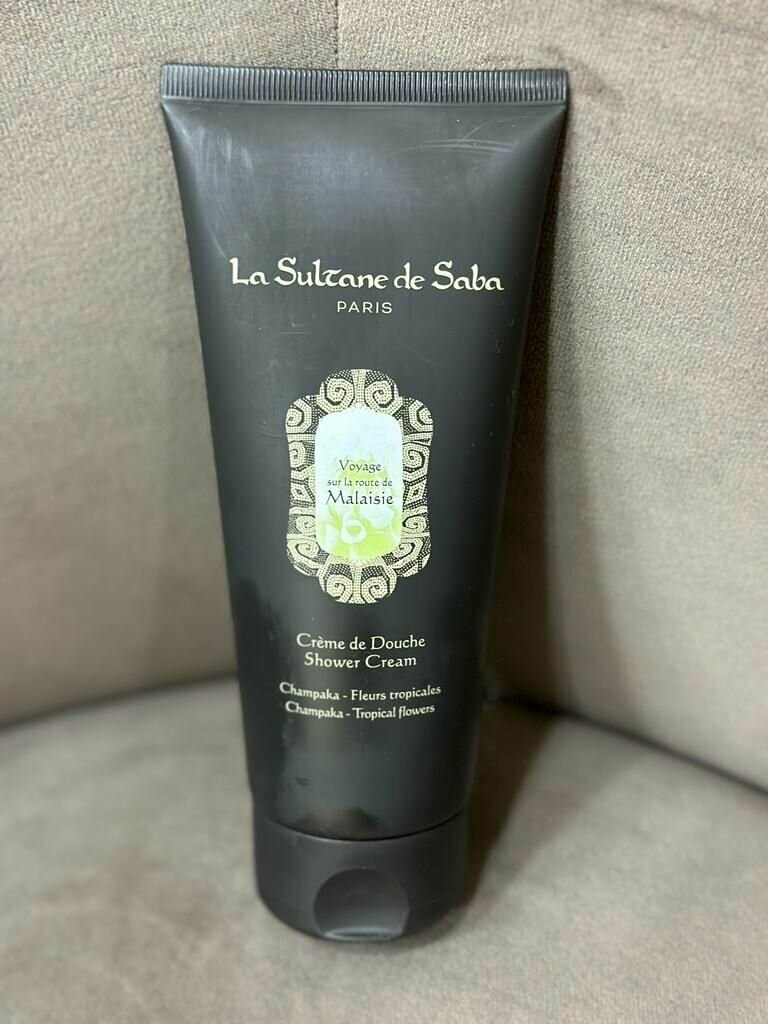 La Sultane de Saba
PARIS
Voyage
sur la route de
Malaisie
Crème de Douche
Shower Cream
Champaka - Fleurs tropicales
Champaka - Tropical flowers